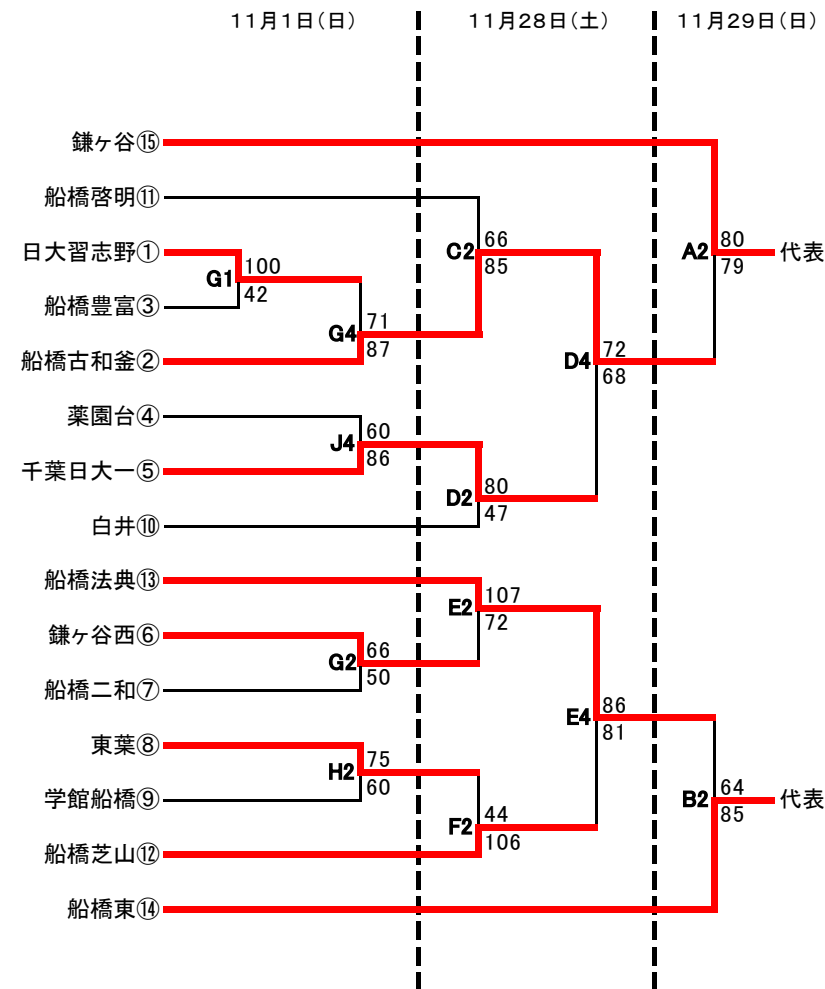 11月1日(日)
11月28日(土)
11月29日(日)
鎌ヶ谷⑮
船橋啓明⑪
日大習志野①
船橋豊富③
船橋古和釜②
薬園台④
千葉日大一⑤
白井⑩
船橋法典⑬
鎌ヶ谷西⑥
船橋二和⑦
東葉⑧
学館船橋⑨
船橋芝山⑫
船橋東⑭
G1
100
42
G4
71
87
J4
60
86
G2
66
50
H2
75
60
C2
66
85
D2
80
47
E2
107
72
F2
44
106
D4
72
68
E4
86
81
A2
80
79
代表
B2
64
85
代表